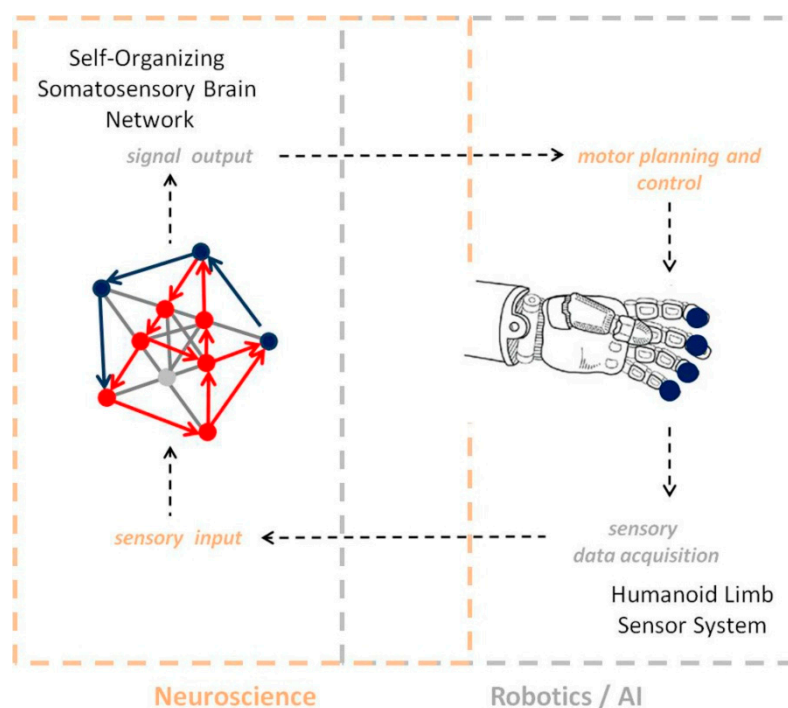 Self-Organizing
Somatosensory Brain
Network
signal output
motor planning and
control
sensory input
sensory
data acquisition
Humanoid Limb
Sensor System
Neuroscience
Robotics / AI